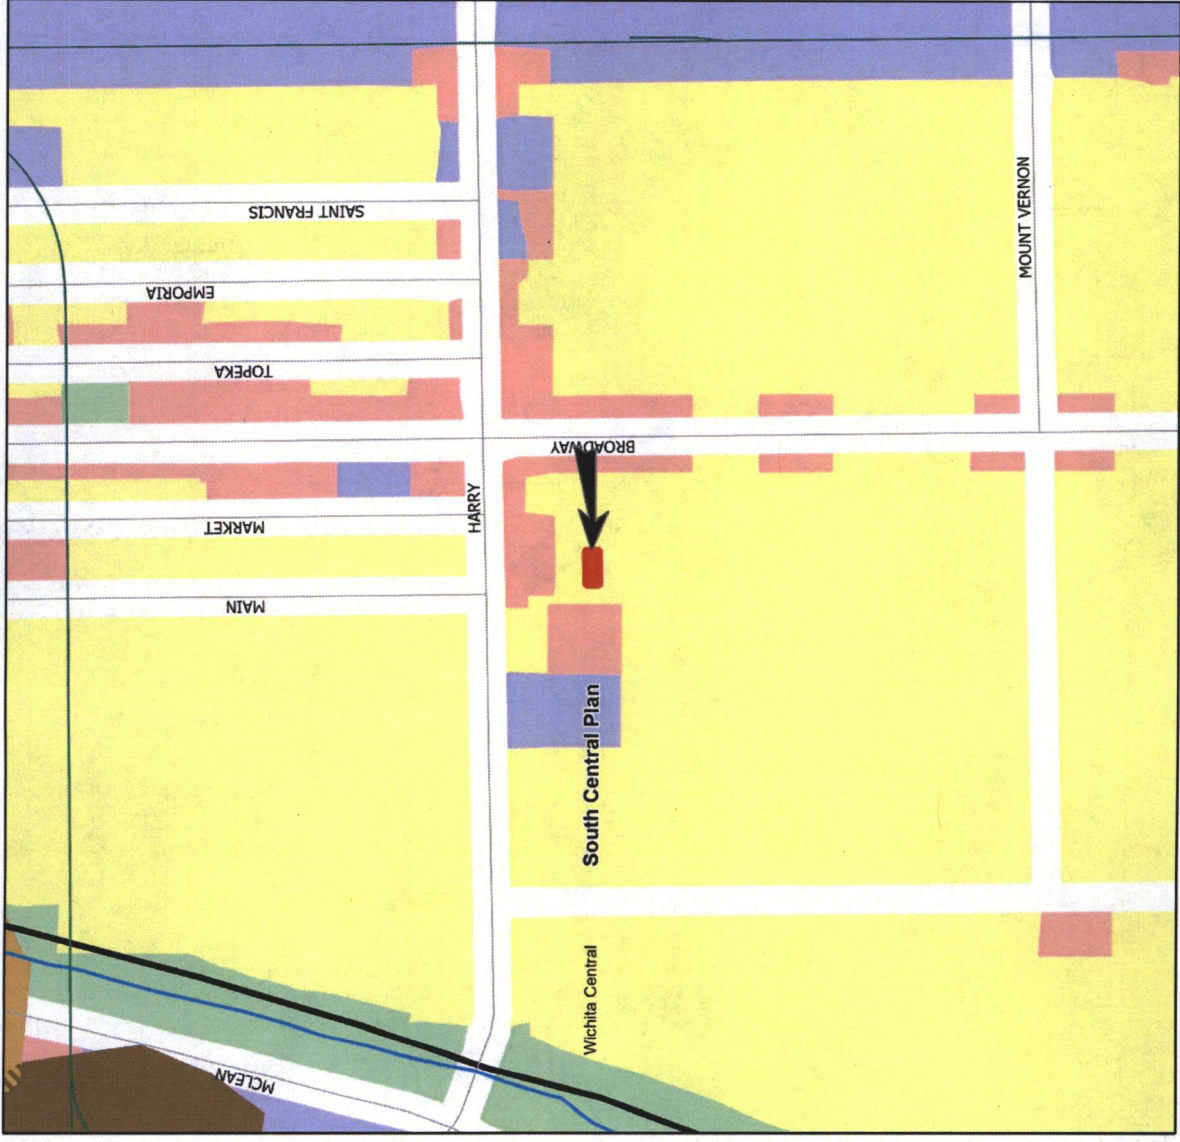 SAINT FRANCIS
EMPORIA
TOPEKA
MOUNT VERNON
BROADWAY
HARRY
MARKET
MAIN
South Central Plan
Wichita Central
MCLEAN